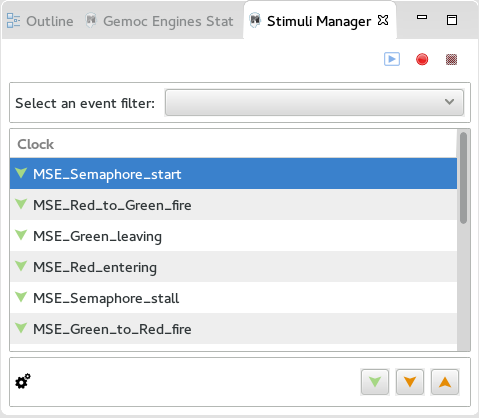 Outline Gemoc Engines Stat Stimuli Manager
Select an event filter:
Clock
MSE_Semaphore_start
MSE_Red_to_Green_fire
MSE_Green_leaving
MSE_Red_entering
MSE_Semaphore_stall
MSE_Green_to_Red_fire